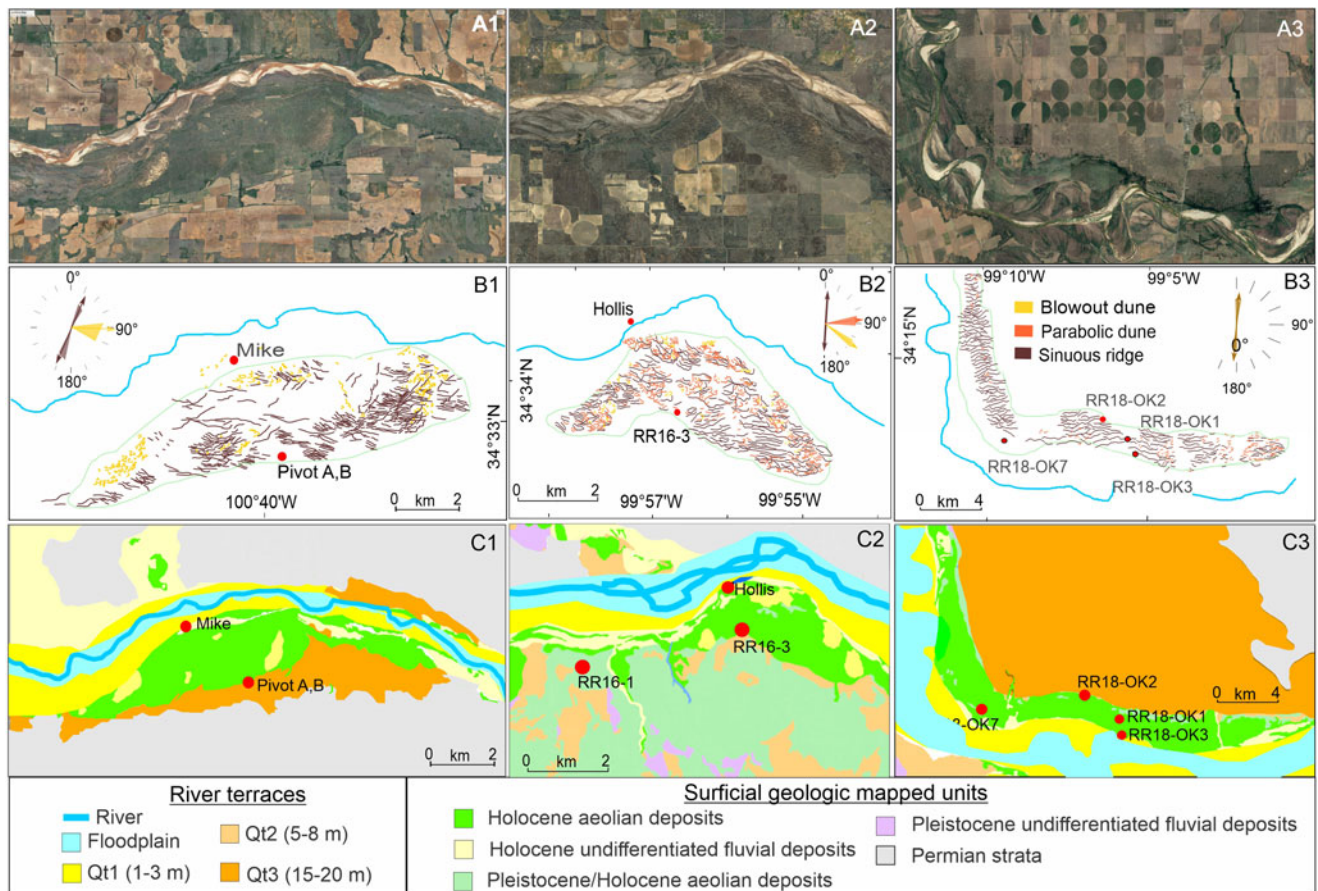 A1
A2
A3
B1
0°
90°
180°
Mike
Pivot A,B
100°40'W
0 km 2
34°33'N
B2
0°
90°
180°
Hollis
34°34'N
RR16-3
0 km 2
99°57'W
99°55'W
99°10'W
99°5'W
B3
34°15'N
Blowout dune
Parabolic dune
Sinuous ridge
0°
90°
180°
RR18-OK2
RR18-OK1
RR18-OK7
RR18-OK3
0 km 4
C1
Mike
Pivot A,B
0 km 2
C2
Hollis
RR16-3
RR16-1
0 km 2
C3
RR18-OK2
0 km 4
RR18-OK1
-OK7
RR18-OK3
River terraces
River
Floodplain
Qt1 (1-3 m)
Qt2 (5-8 m)
Qt3 (15-20 m)
Surficial geologic mapped units
Holocene aeolian deposits
Holocene undifferentiated fluvial deposits
Pleistocene/Holocene aeolian deposits
Pleistocene undifferentiated fluvial deposits
Permian strata